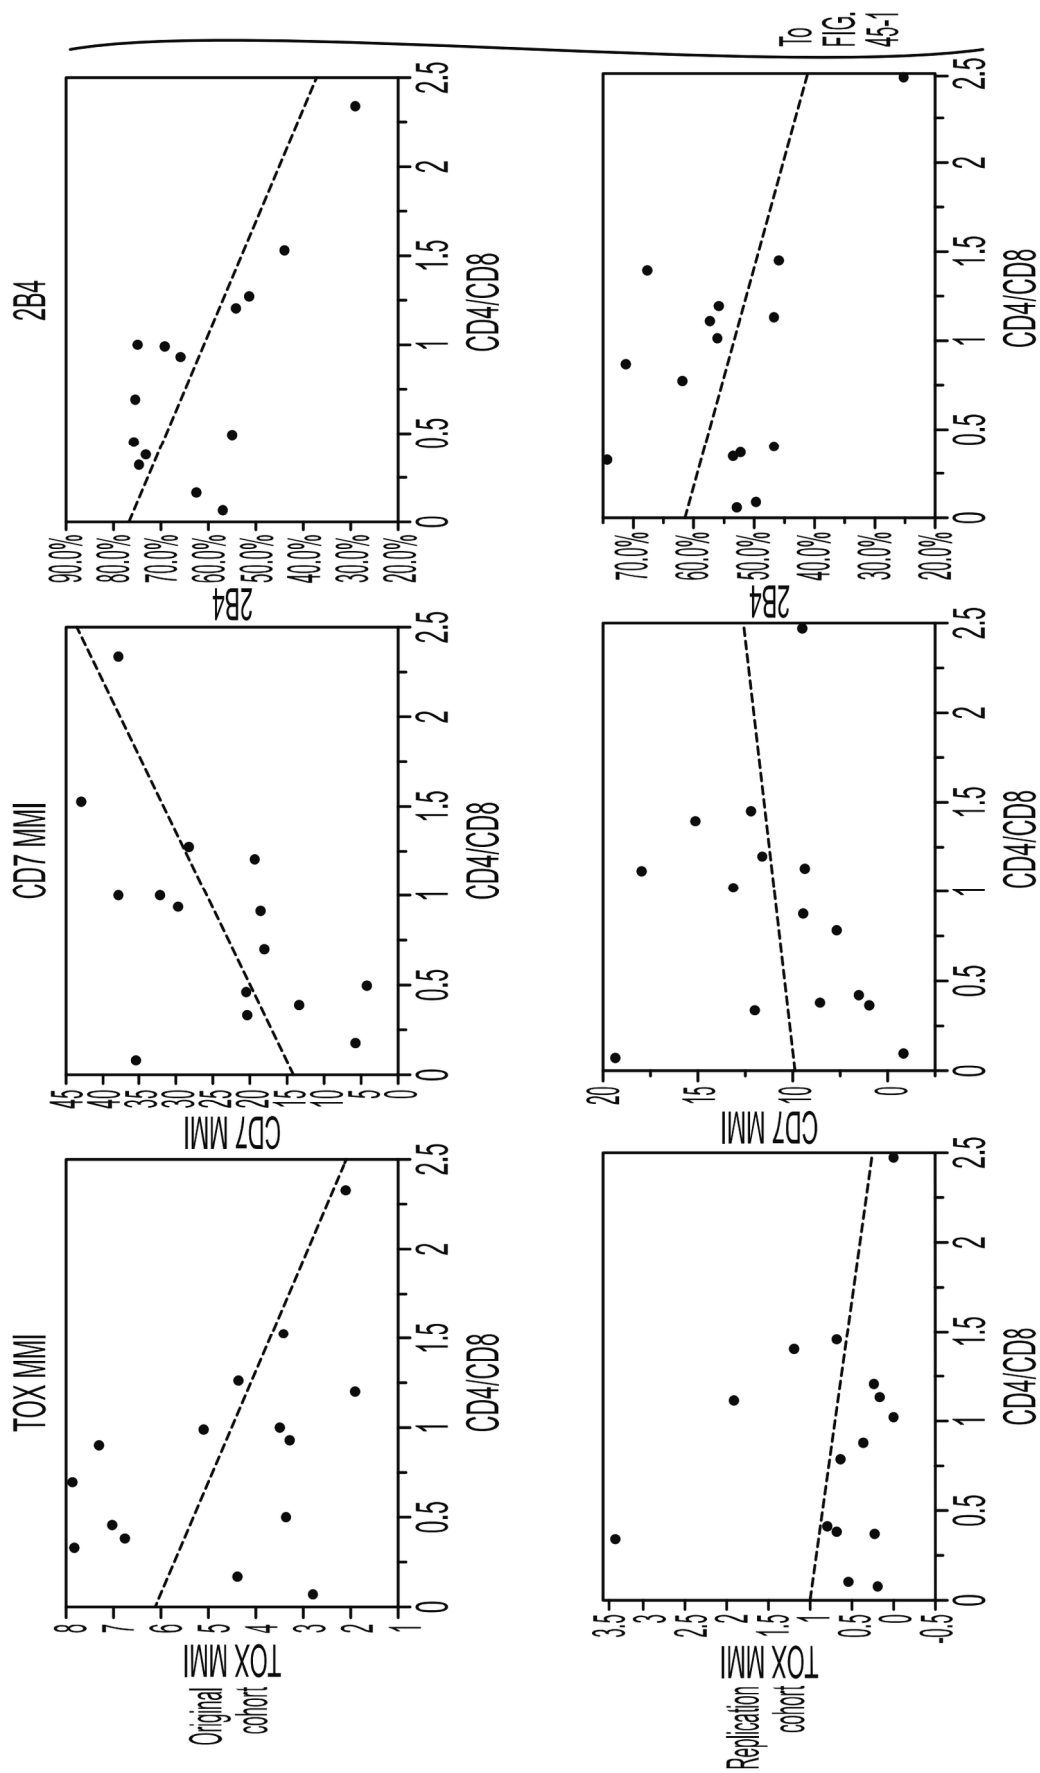 TOX MMI
Original
cohort
TOX MMI
8
7
6
5
4
3
2
1
0 0.5 1 1.5 2 2.5
CD4/CD8
CD7 MMI
CD7 MMI
45
40
35
30
25
20
15
10
5
0
0 0.5 1 1.5 2 2.5
CD4/CD8
2B4
2B4
90.0%
80.0%
70.0%
60.0%
50.0%
40.0%
30.0%
20.0%
0 0.5 1 1.5 2 2.5
CD4/CD8
Replication
cohort
TOX MMI
3.5
3
2.5
2
1.5
1
0.5
0
-0.5
0 0.5 1 1.5 2 2.5
CD4/CD8
CD7 MMI
20
15
10
0
0 0.5 1 1.5 2 2.5
CD4/CD8
2B4
70.0%
60.0%
50.0%
40.0%
30.0%
20.0%
0 0.5 1 1.5 2 2.5
CD4/CD8
To
FIG.
45-1